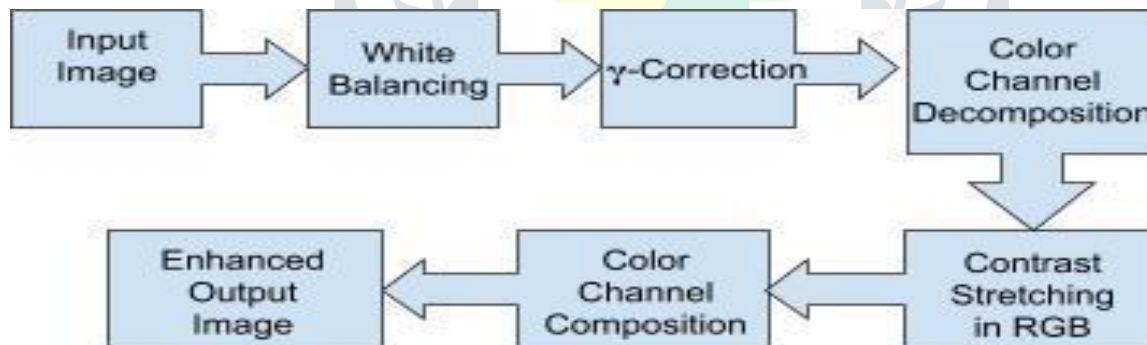 Input
Image
White
Balancing
γ-Correction
Color
Channel
Decomposition
Contrast
Stretching
in RGB
Color
Channel
Composition
Enhanced
Output
Image